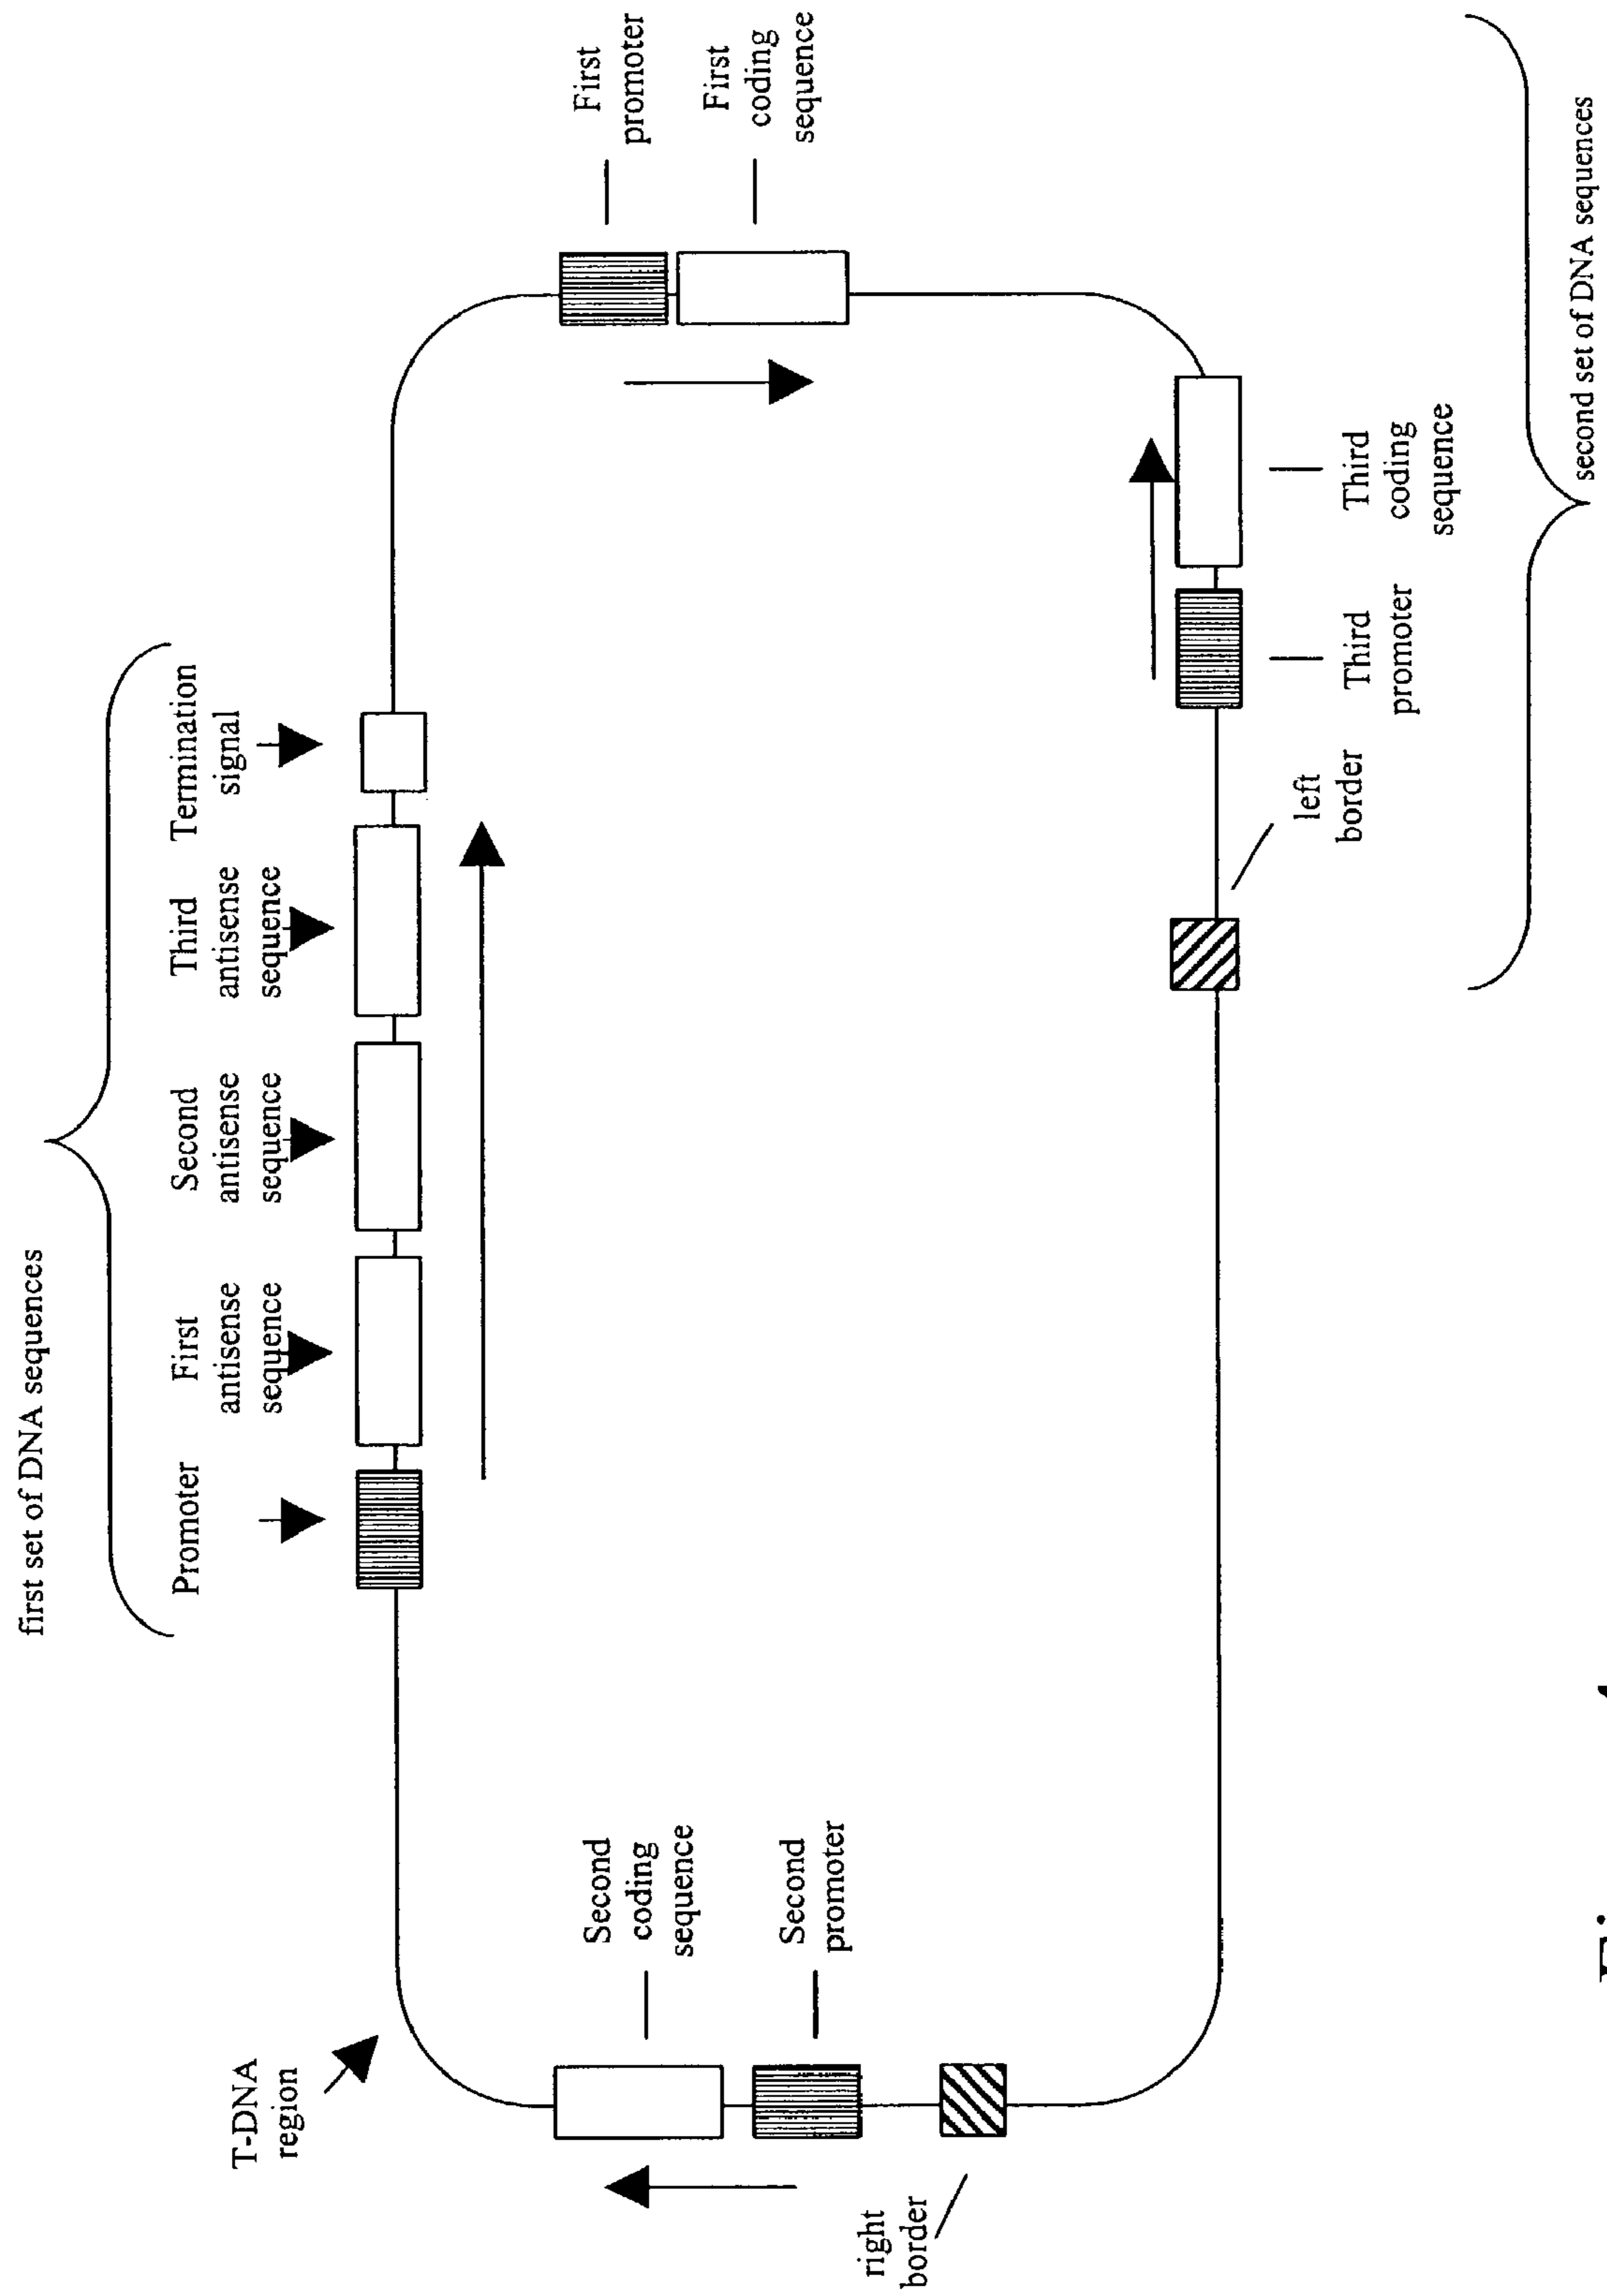 first set of DNA sequences
Promoter
First
antisense
sequence
Second
antisense
sequence
Third
antisense
sequence
Termination
signal
T-DNA
region
First
promoter
First
coding
sequence
Second
coding
sequence
Second
promoter
right
border
left
border
Third
promoter
Third
coding
sequence
second set of DNA sequences